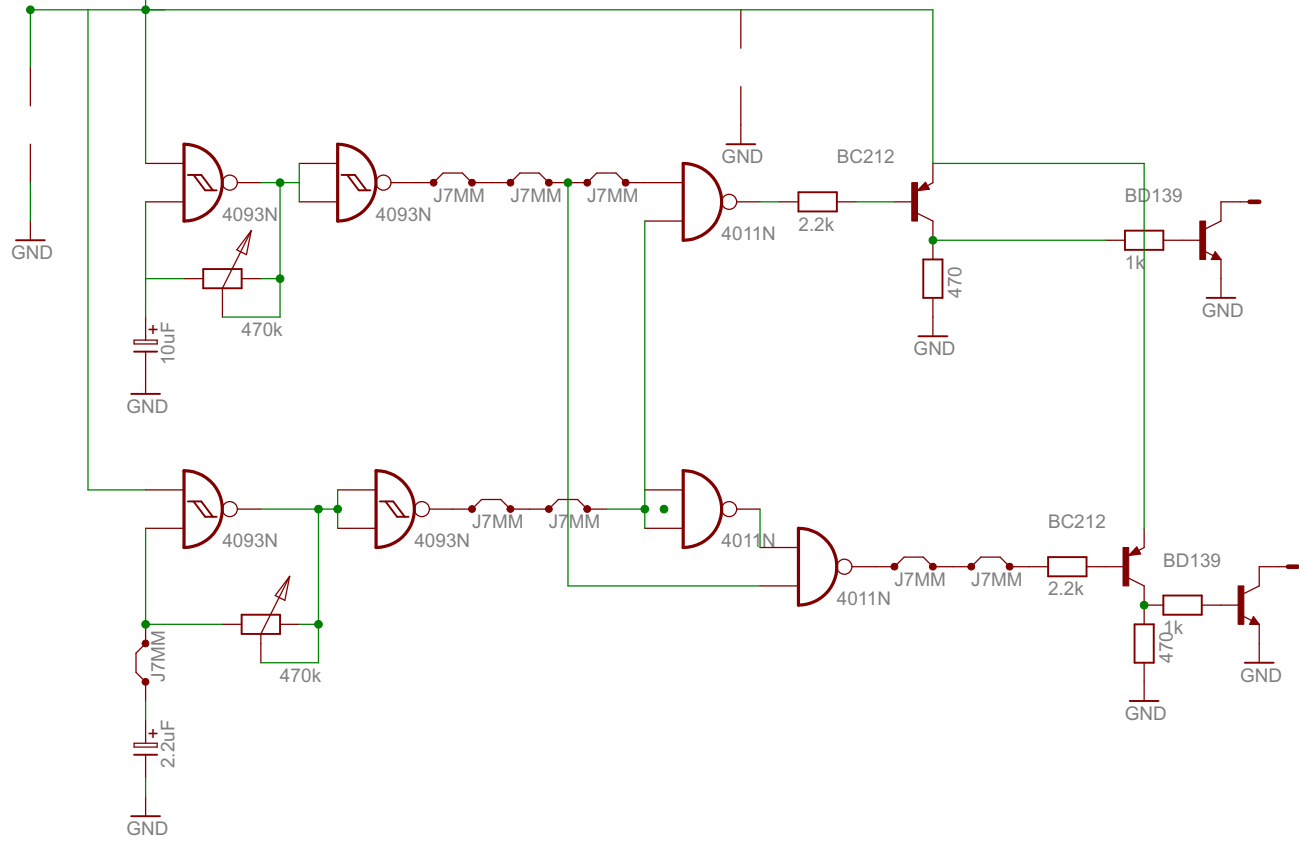 BC212
GND
BD139
4093N
4093N
J7MM
J7MM
J7MM
4011N
2.2k
GND
1k
470
470k
10uF
GND
GND
GND
4093N
4093N
J7MM
J7MM
4011N
BC212
BD139
J7MM
J7MM
4011N
2.2k
1k
470
J7MM
470k
GND
GND
2.2uF
GND
+
+